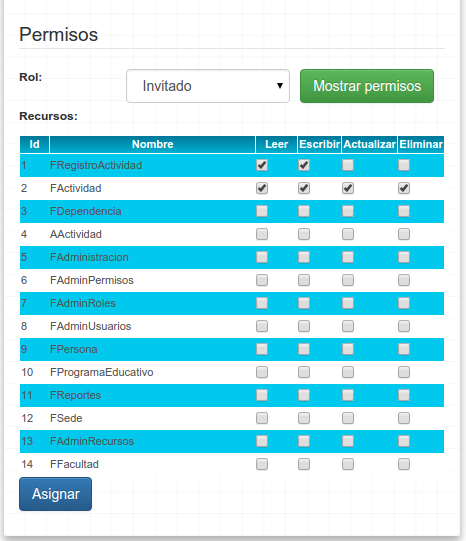 Permisos
Rol: Invitado Mostrar permisos
Recursos:
Id Nombre Leer Escribir Actualizar Eliminar
1 FRegistroActividad
2 FActividad
3 FDependencia
4 AActividad
5 FAdministracion
6 FAdminPermisos
7 FAdminRoles
8 FAdminUsuarios
9 FPersona
10 FProgramaEducativo
11 FReportes
12 FSede
13 FAdminRecursos
14 FFacultad
Asignar